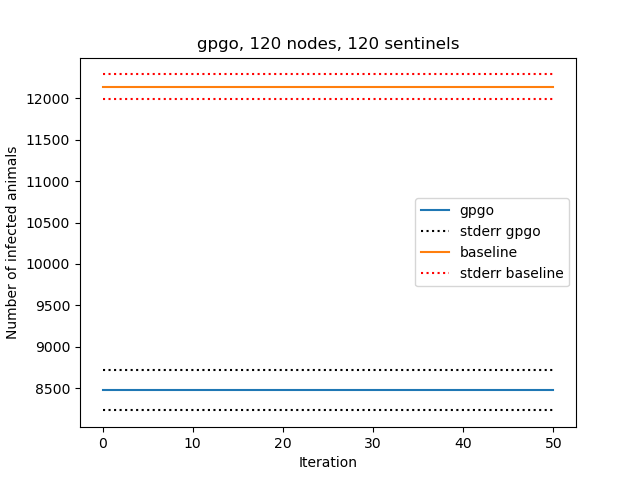 gpgo, 120 nodes, 120 sentinels
12000
11500
11000
10500
10000
9500
9000
8500
Number of infected animals
gpgo
stderr gpgo
baseline
stderr baseline
0 10 20 30 40 50
Iteration